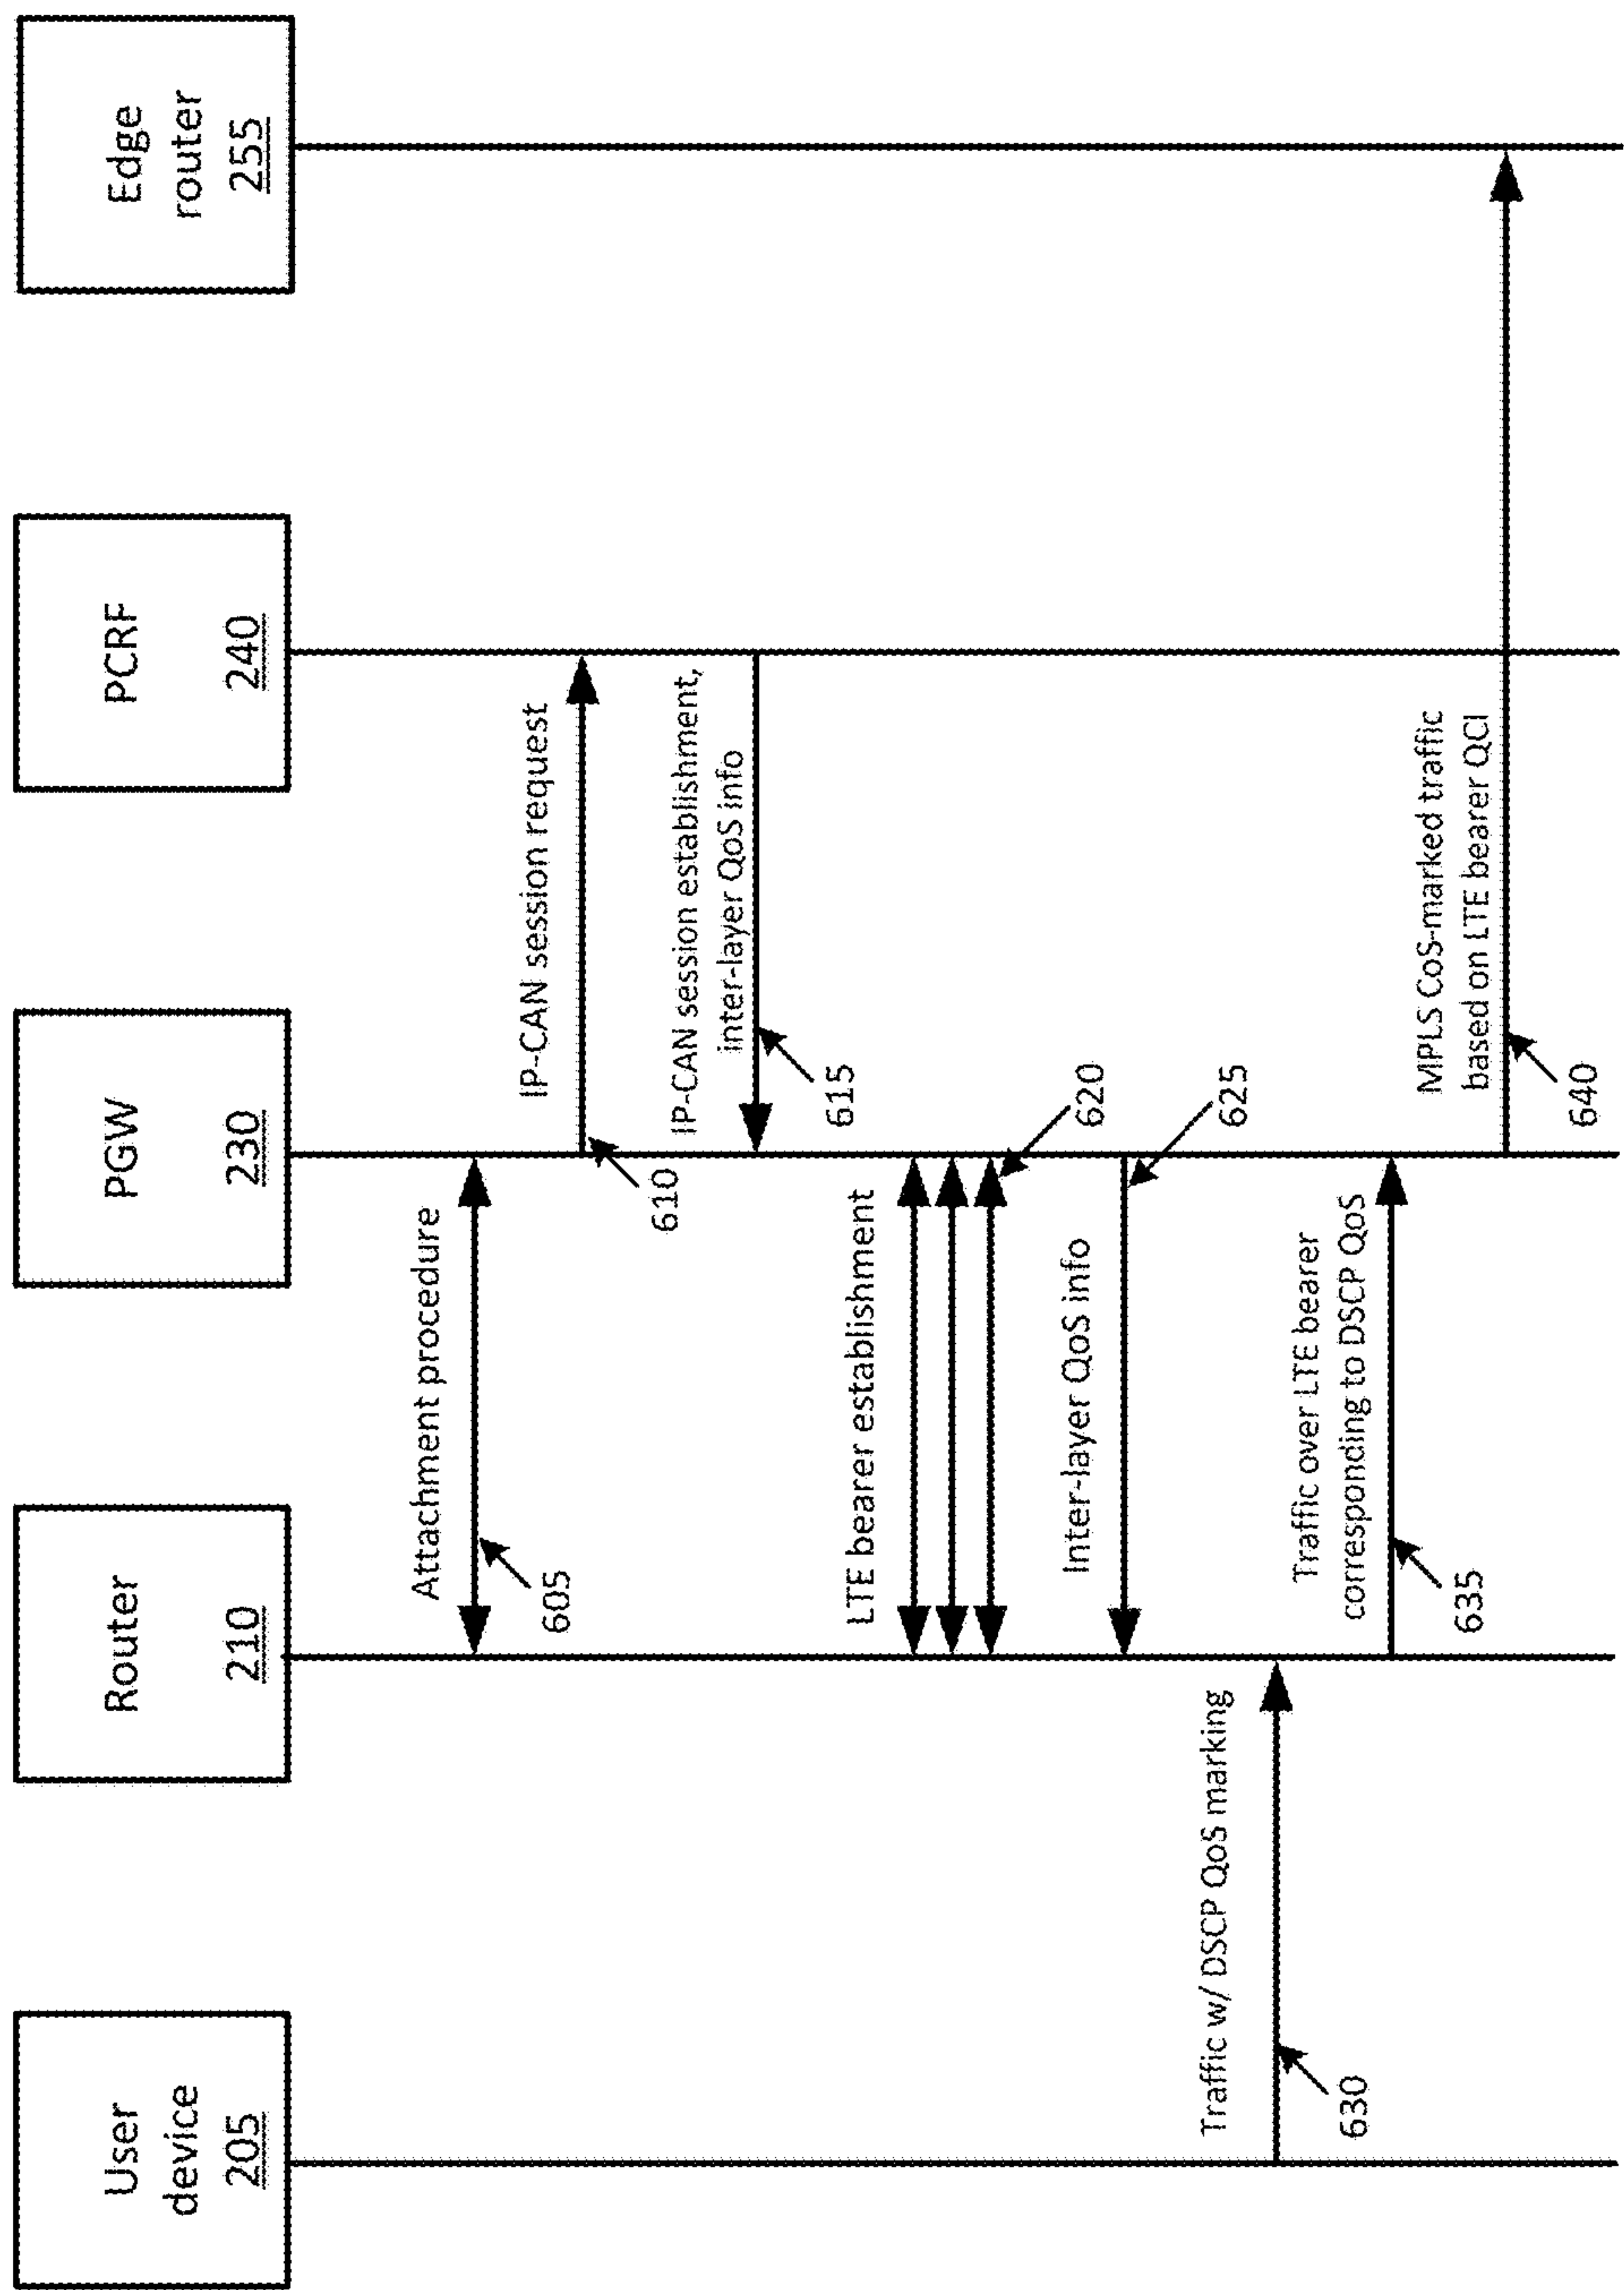 User
device
205
Router
210
PGW
230
PCRF
240
Edge
router
255
Attachment procedure
605
IP-CAN session request
610
IP-CAN session establishment,
inter-layer QoS info
615
LTE bearer establishment
620
Inter-layer QoS info
625
Traffic w/ DSCP QoS marking
630
Traffic over LTE bearer
corresponding to DSCP QoS
635
MPLS CoS-marked traffic
based on LTE bearer QCI
640